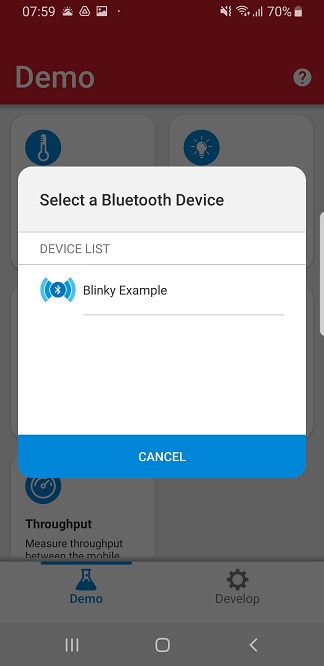 07:59 70%
Demo
Select a Bluetooth Device
DEVICE LIST
Blinky Example
CANCEL
Throughput
Measure throughput
between the mobile
Demo Develop